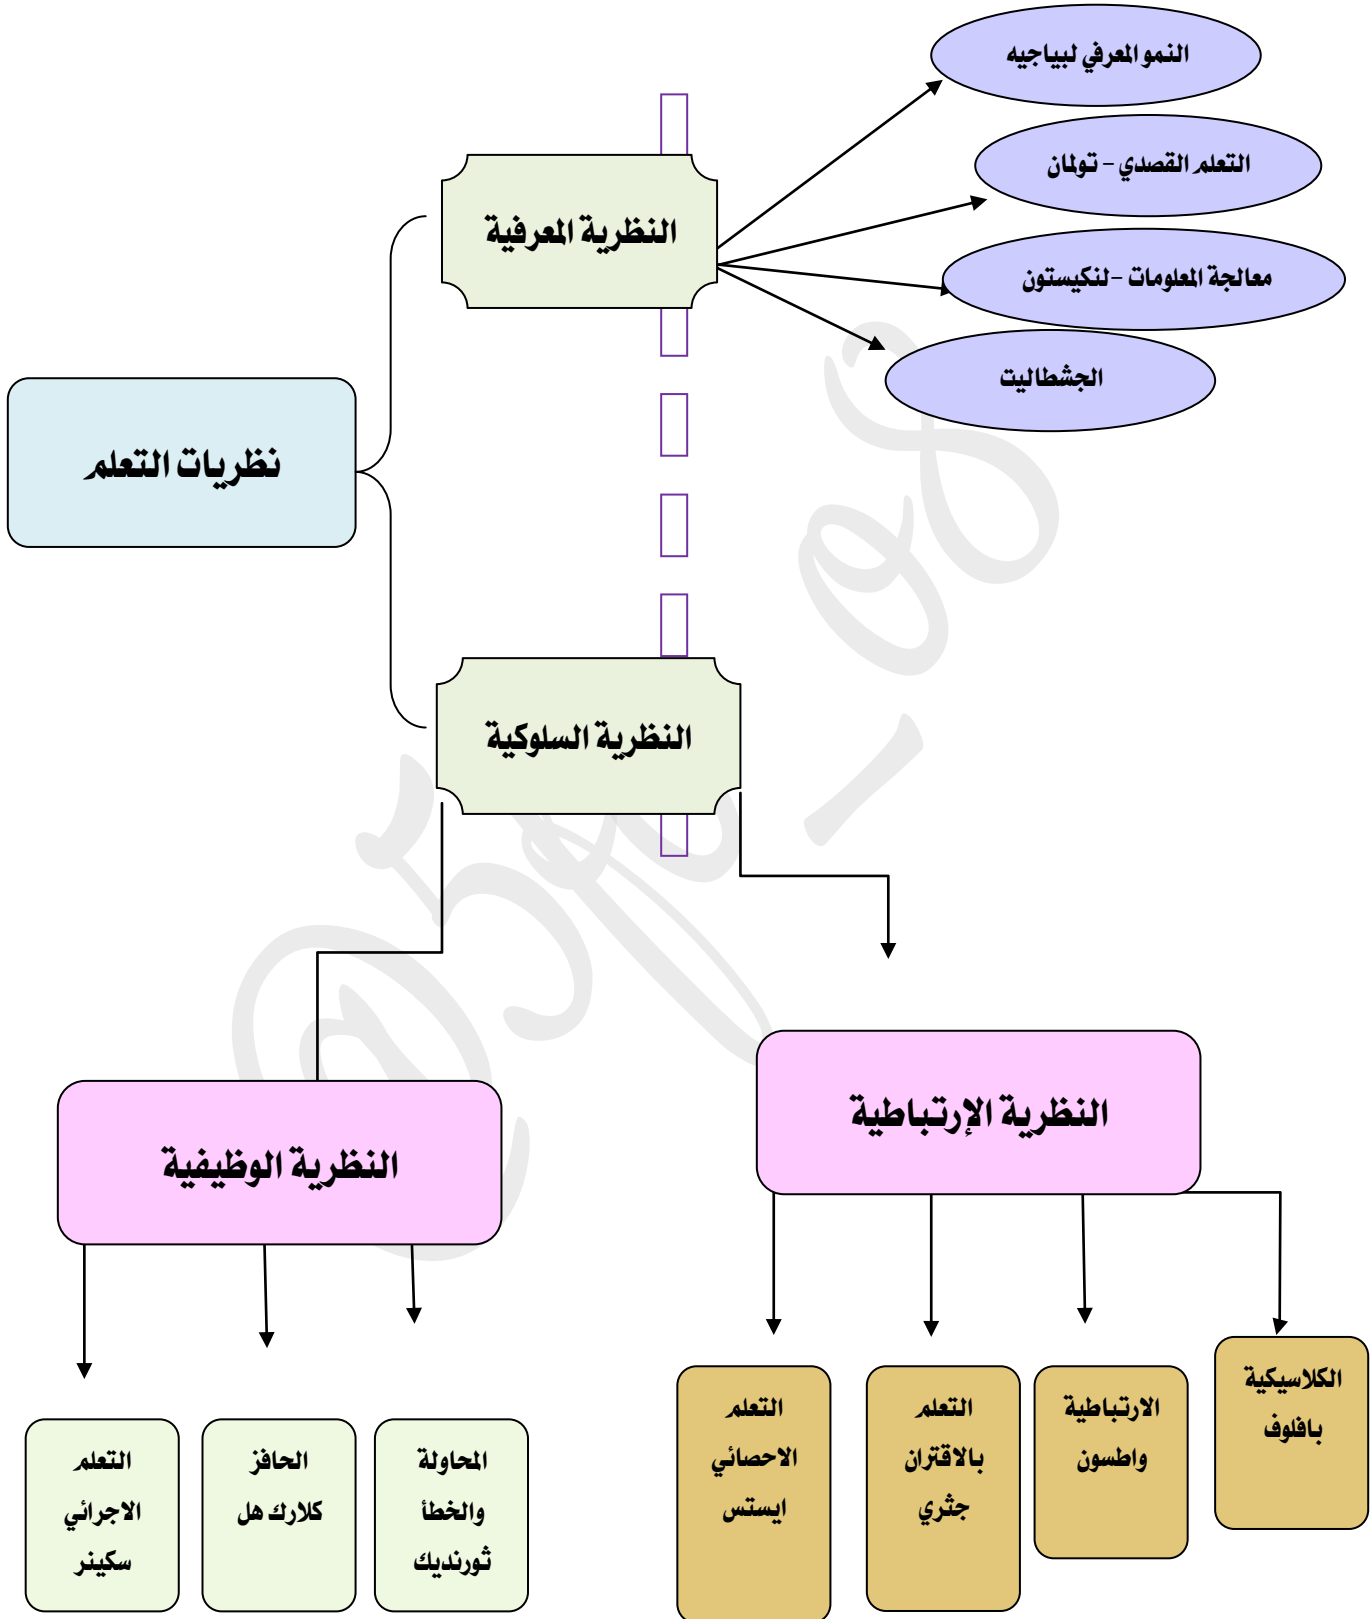 النمو المعرفي لبياجيه
التعلم القصدي - تولمان
النظرية المعرفية
معالجة المعلومات - لنكيستون
الجشطاليت
نظريات التعلم
النظرية السلوكية
النظرية الإرتباطية
النظرية الوظيفية
الكلاسيكية
بافلوف
الارتباطية
واطسون
التعلم
بالاقتران
جثري
التعلم
الاحصائي
ايستس
المحاولة
والخطأ
ثورنديك
الحافز
كلارك هل
التعلم
الاجرائي
سكينر